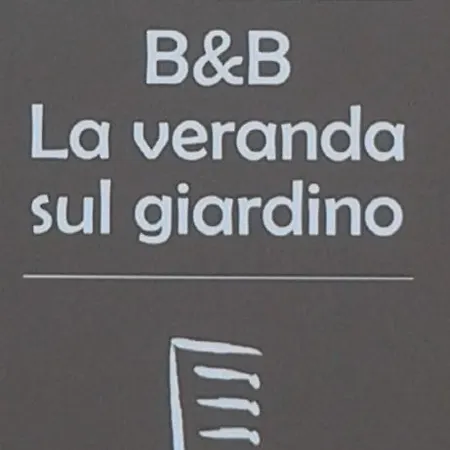 B&B
La veranda
sul giardino